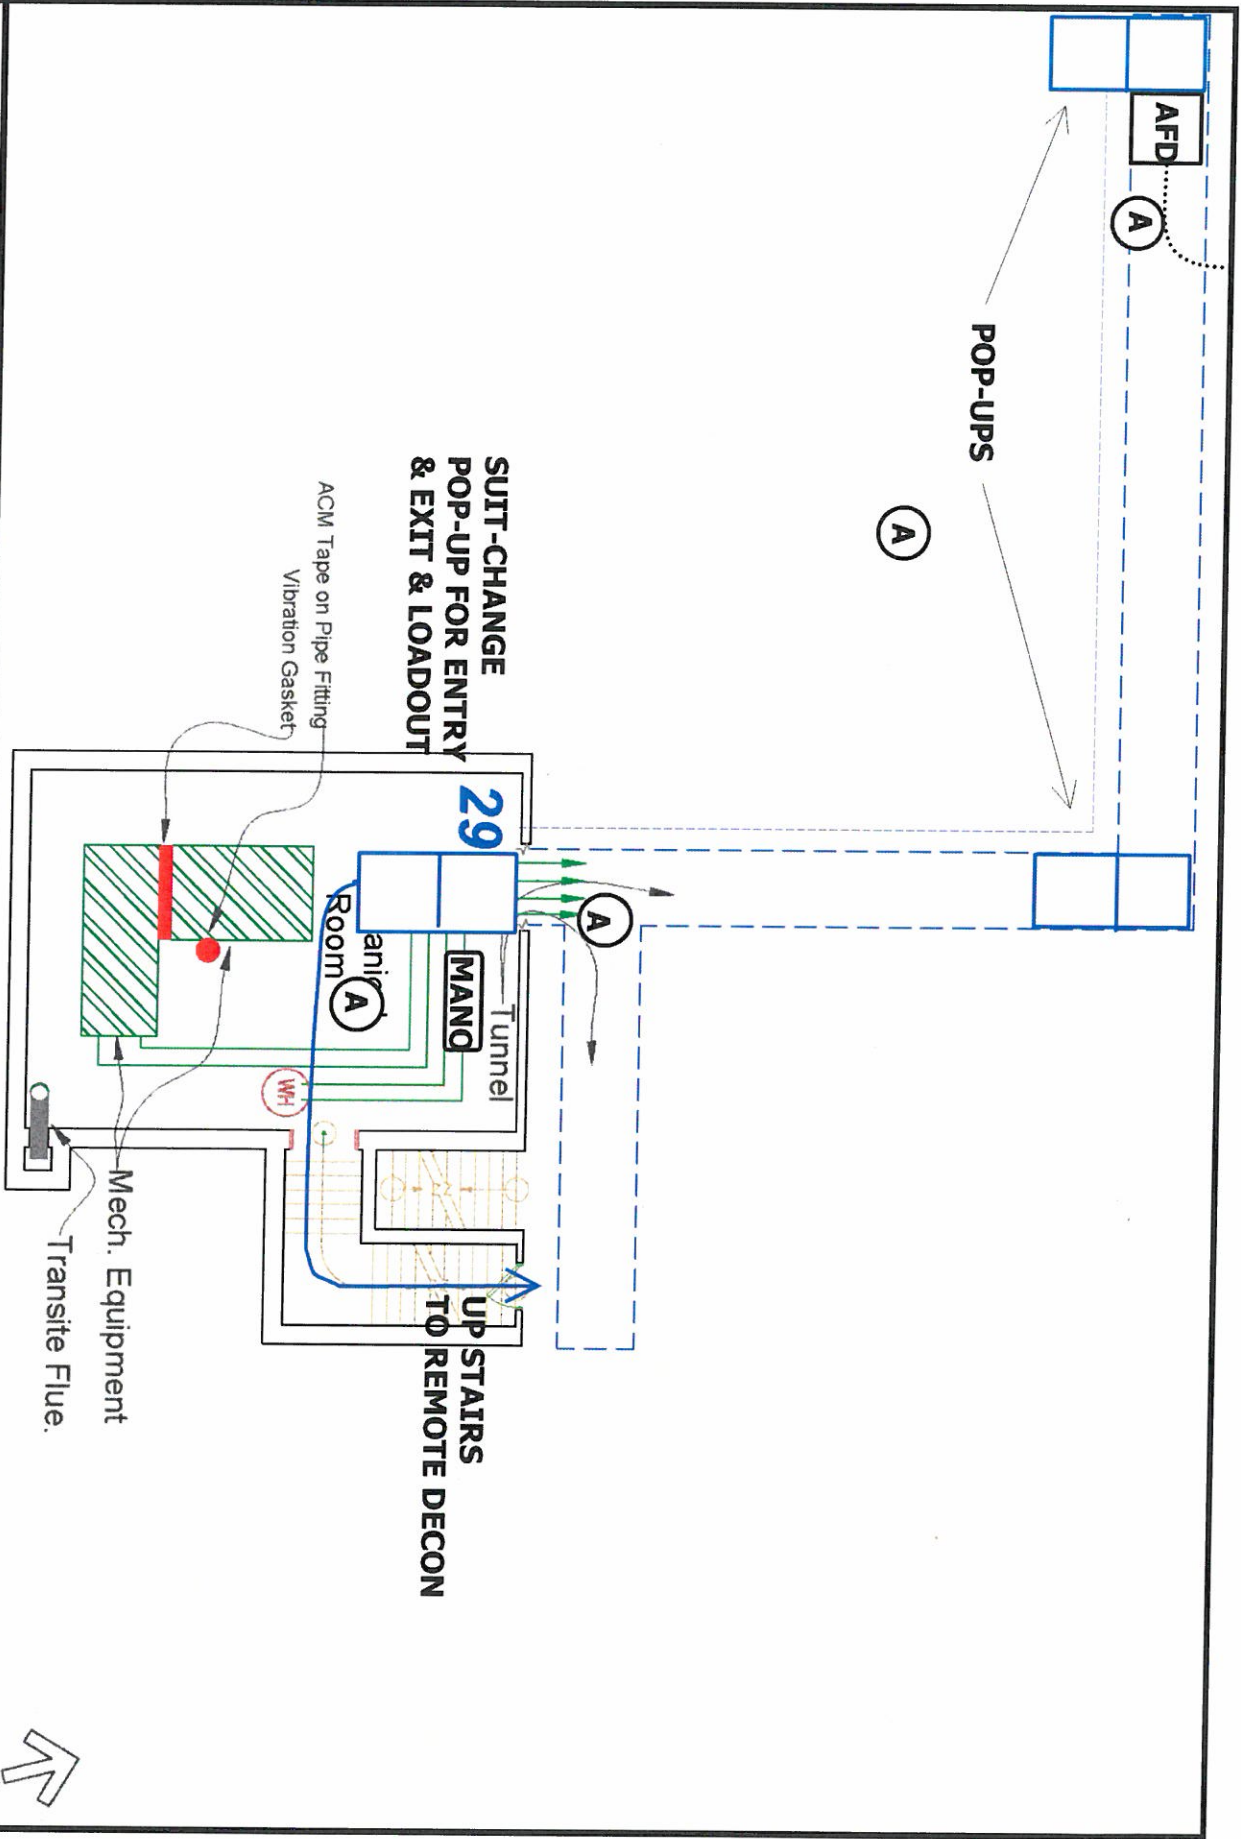 AFD
A
POP-UPS
A
A
SUIT-CHANGE
POP-UP FOR ENTRY
& EXIT & LOADOUT
29
Tunnel
MANO
UP STAIRS
TO REMOTE DECON
A
Room
ACM Tape on Pipe Fitting
Vibration Gasket
WH
Mech. Equipment
Transite Flue.